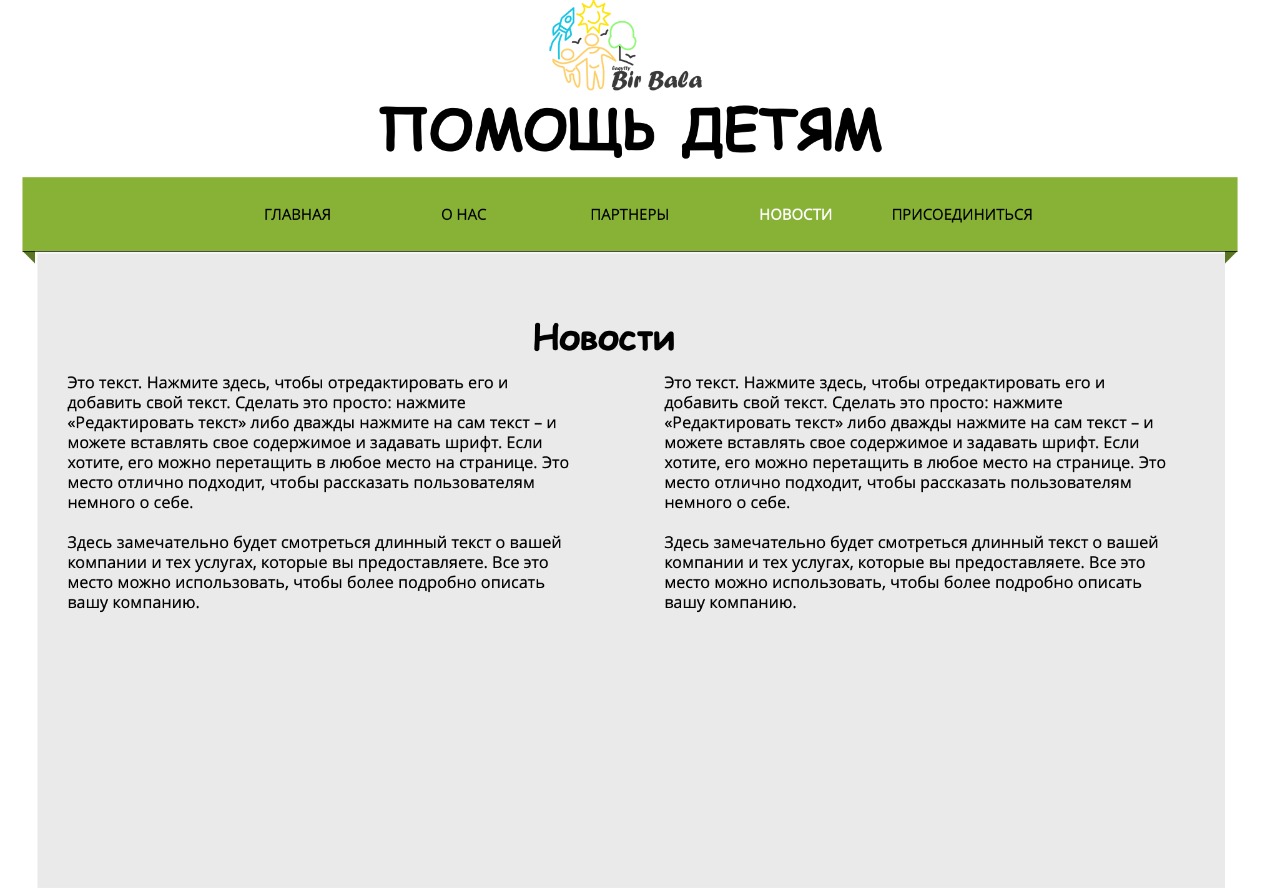 Bir Bala
ПОМОЩЬ ДЕТЯМ
ГЛАВНАЯ О НАС ПАРТНЕРЫ НОВОСТИ ПРИСОЕДИНИТЬСЯ
Новости
Это текст. Нажмите здесь, чтобы отредактировать его и
добавить свой текст. Сделать это просто: нажмите
«Редактировать текст» либо дважды нажмите на сам текст – и
можете вставлять свое содержимое и задавать шрифт. Если
хотите, его можно перетащить в любое место на странице. Это
место отлично подходит, чтобы рассказать пользователям
немного о себе.
Здесь замечательно будет смотреться длинный текст о вашей
компании и тех услугах, которые вы предоставляете. Все это
место можно использовать, чтобы более подробно описать
вашу компанию.
Это текст. Нажмите здесь, чтобы отредактировать его и
добавить свой текст. Сделать это просто: нажмите
«Редактировать текст» либо дважды нажмите на сам текст – и
можете вставлять свое содержимое и задавать шрифт. Если
хотите, его можно перетащить в любое место на странице. Это
место отлично подходит, чтобы рассказать пользователям
немного о себе.
Здесь замечательно будет смотреться длинный текст о вашей
компании и тех услугах, которые вы предоставляете. Все это
место можно использовать, чтобы более подробно описать
вашу компанию.